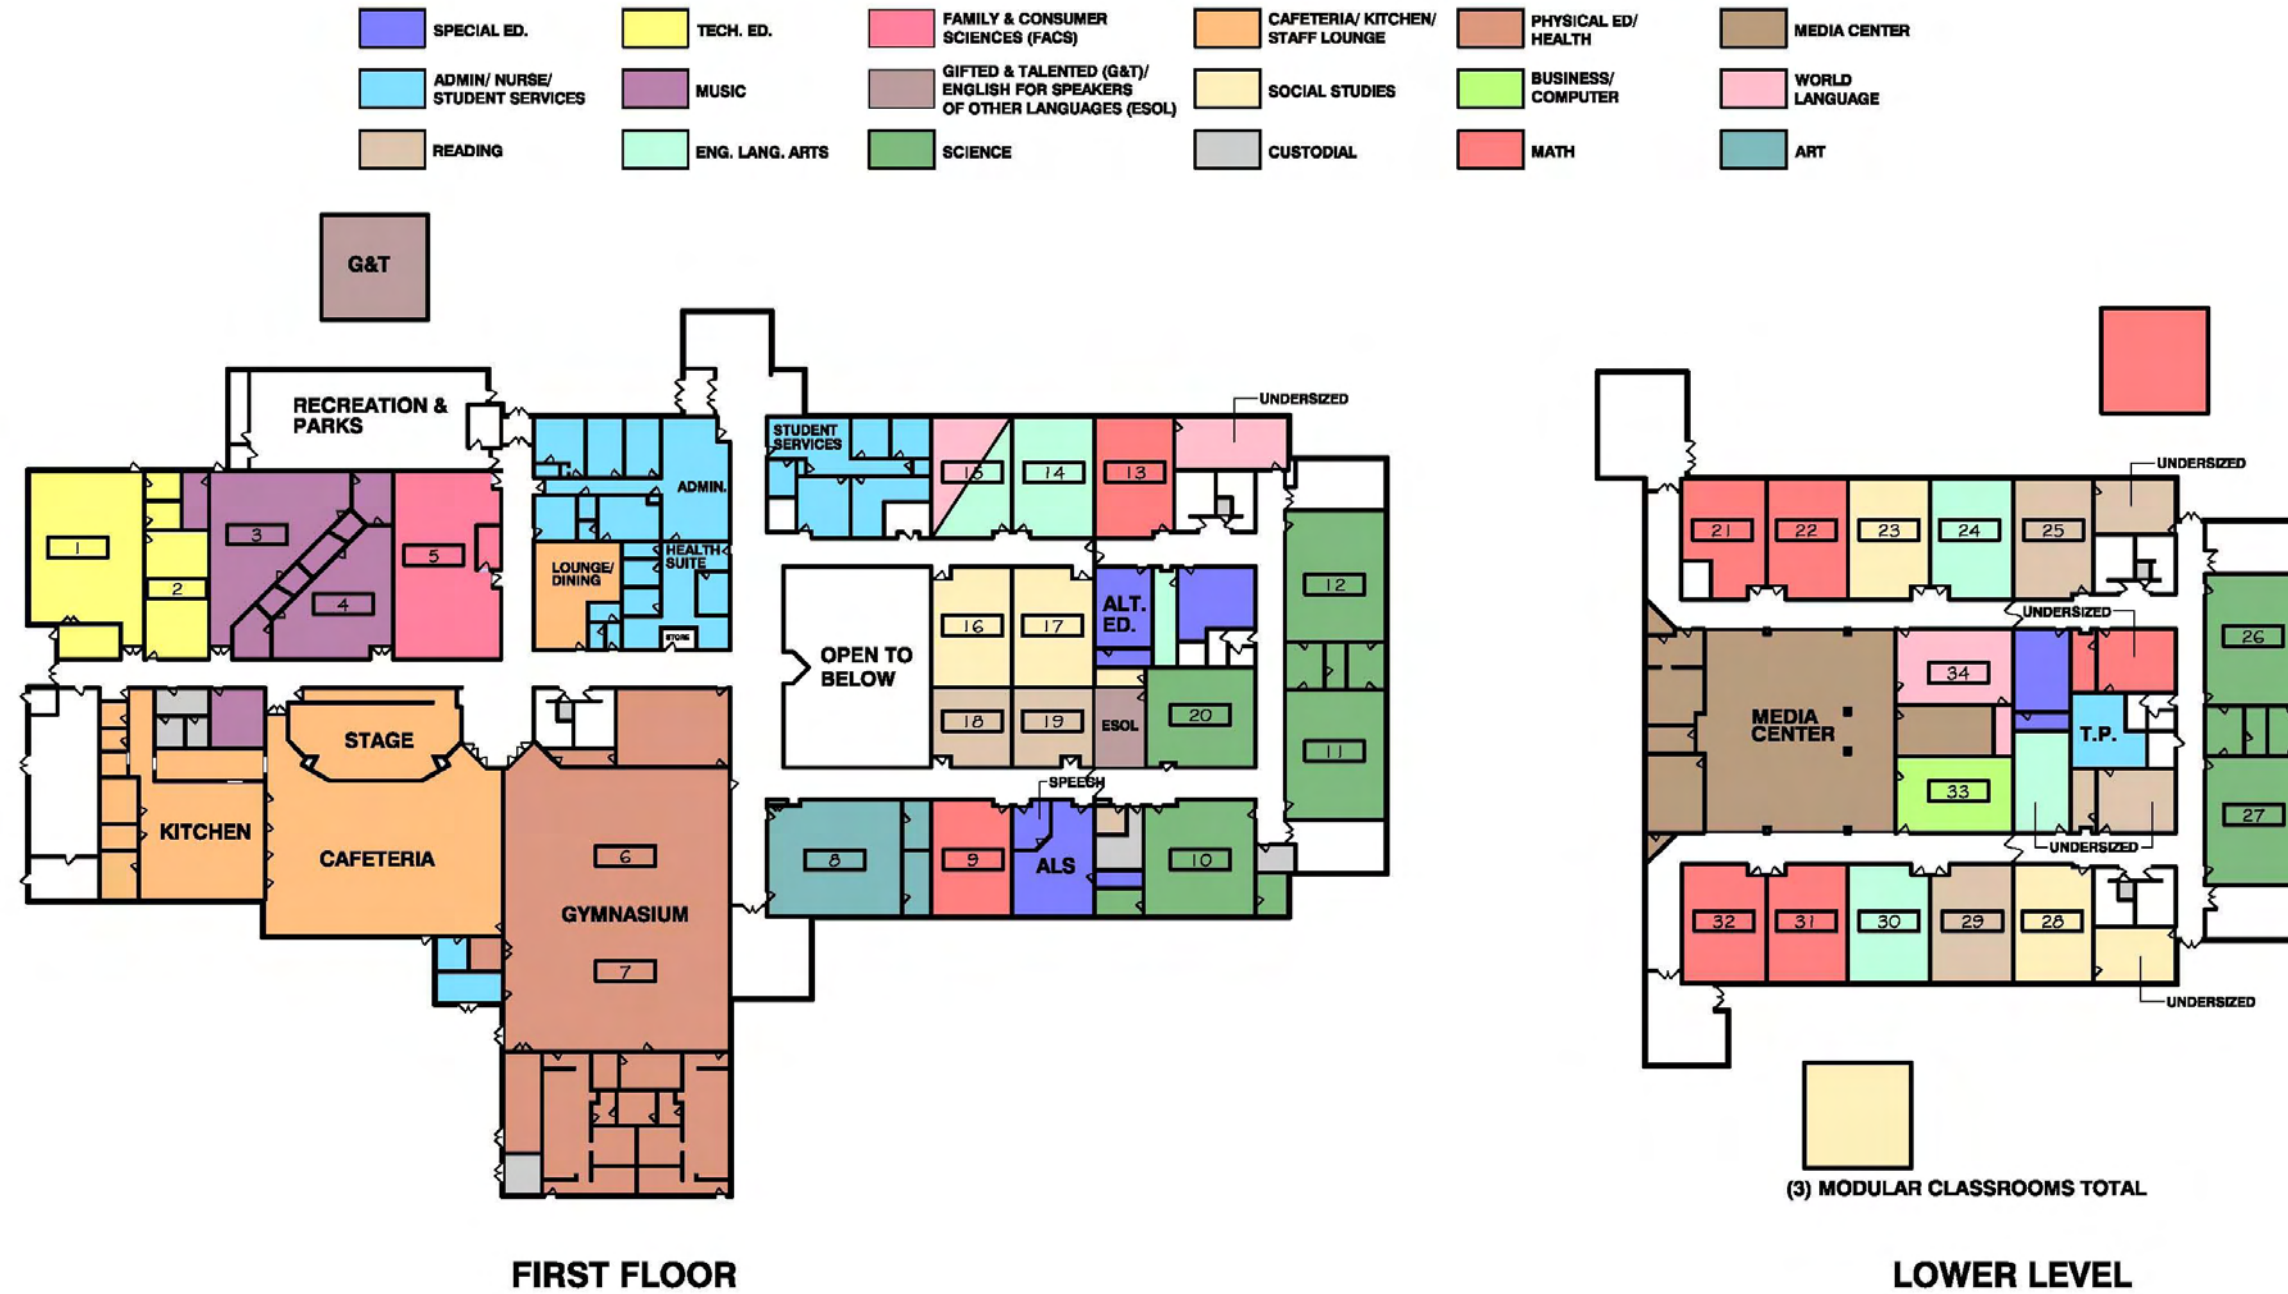 SPECIAL ED.
TECH. ED.
FAMILY & CONSUMER
SCIENCES (FACS)
CAFETERIA/ KITCHEN/
STAFF LOUNGE
PHYSICAL ED/
HEALTH
MEDIA CENTER
ADMIN/ NURSE/
STUDENT SERVICES
MUSIC
GIFTED & TALENTED (G&T)/
ENGLISH FOR SPEAKERS
OF OTHER LANGUAGES (ESOL)
SOCIAL STUDIES
BUSINESS/
COMPUTER
WORLD
LANGUAGE
READING
ENG. LANG. ARTS
SCIENCE
CUSTODIAL
MATH
ART
G&T
RECREATION &
PARKS
1
2
3
4
5
ADMIN.
HEALTH
SUITE
LOUNGE/
DINING
STORE
STAGE
KITCHEN
CAFETERIA
6
GYMNASIUM
7
STUDENT
SERVICES
15
14
13
UNDERSIZED
12
OPEN TO
BELOW
16
17
ALT.
ED.
18
19
ESOL
20
11
SPEECH
8
9
ALS
10
FIRST FLOOR
UNDERSIZED
21
22
23
24
25
UNDERSIZED
26
MEDIA
CENTER
34
T.P.
33
27
UNDERSIZED
32
31
30
29
28
UNDERSIZED
(3) MODULAR CLASSROOMS TOTAL
LOWER LEVEL